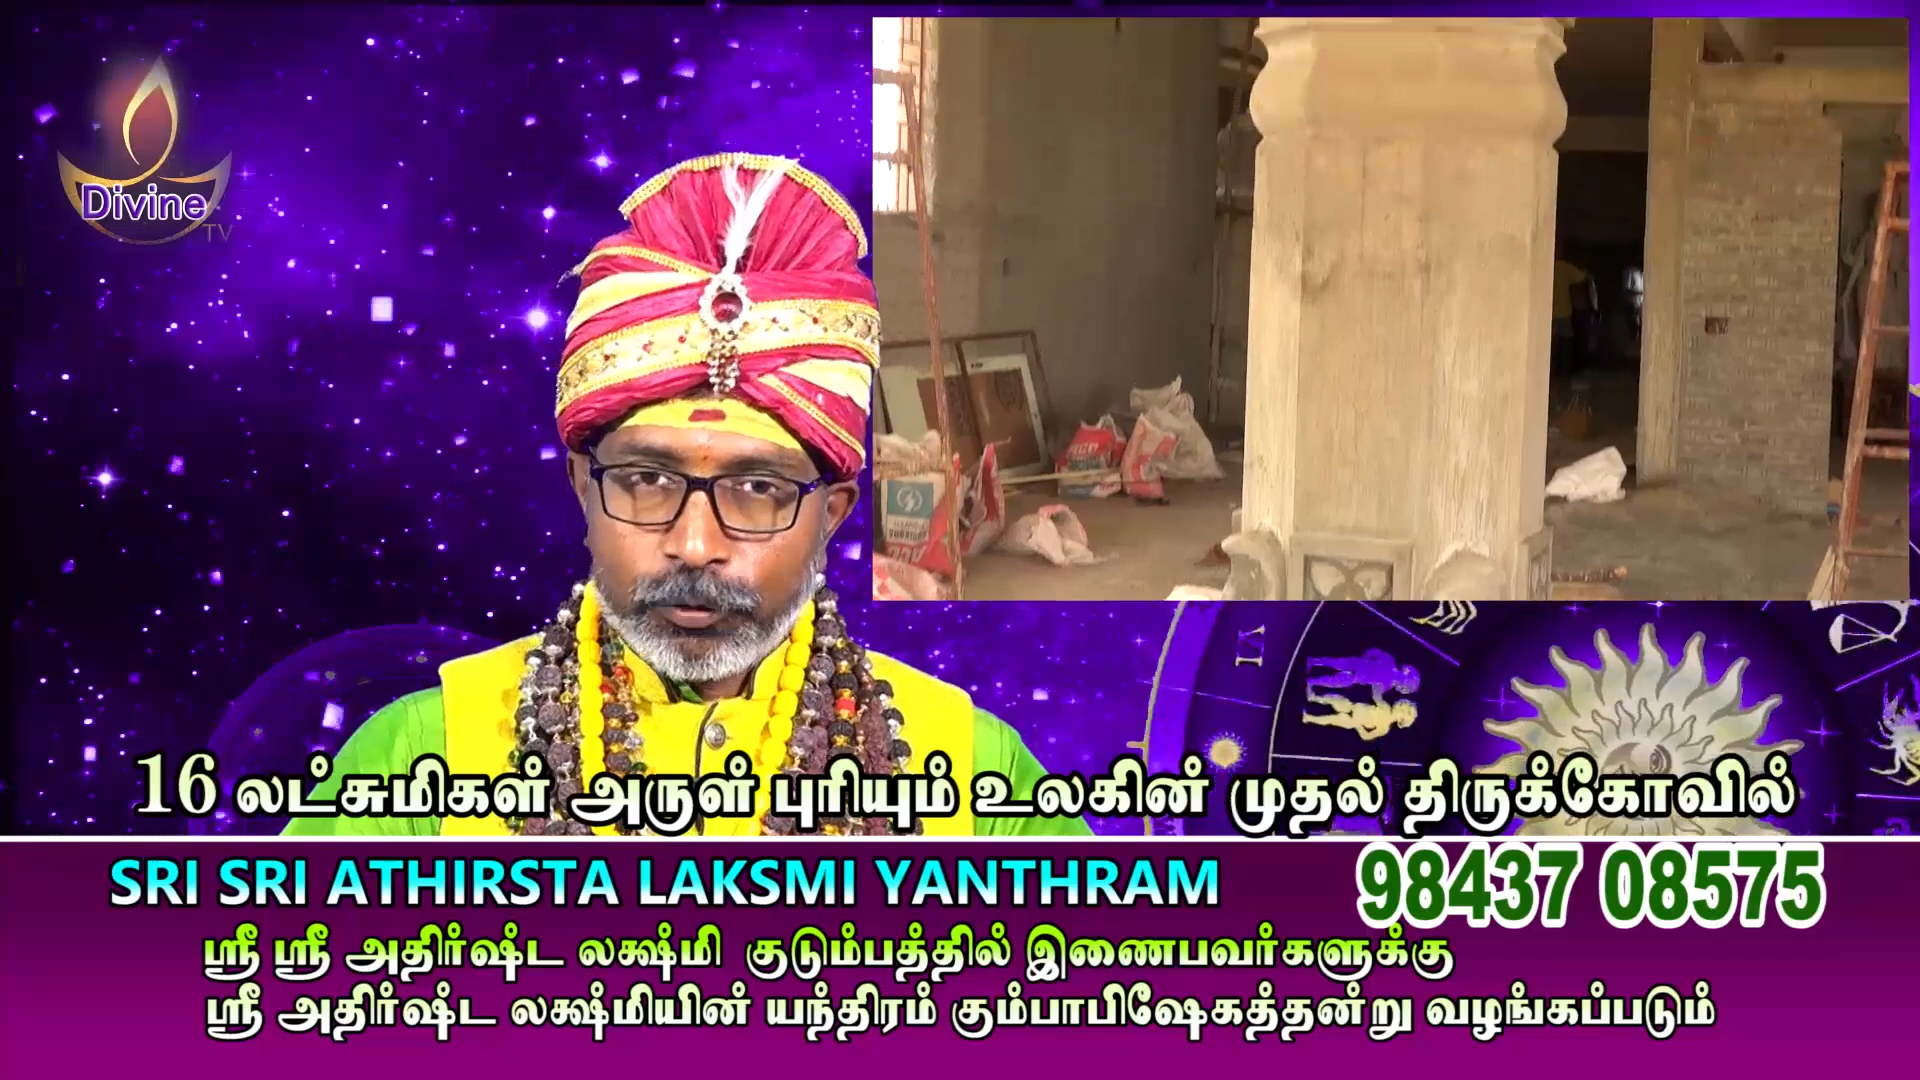 Divine
TV
16 லட்சுமிகள் அருள் புரியும் உலகின் முதல் திருக்கோவில்
SRI SRI ATHIRSTA LAKSMI YANTHRAM
98437 08575
ஸ்ரீ ஸ்ரீ அதிர்ஷ்ட லக்ஷ்மி குடும்பத்தில் இணைபவர்களுக்கு
ஸ்ரீ அதிர்ஷ்ட லக்ஷ்மியின் யந்திரம் கும்பாபிஷேகத்தன்று வழங்கப்படும்